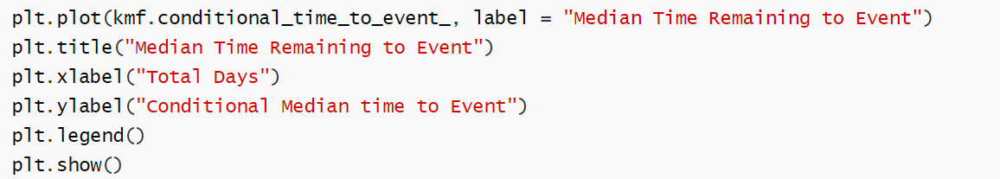 plt.plot(kmf.conditional_time_to_event_, label = "Median Time Remaining to Event")
plt.title("Median Time Remaining to Event")
plt.xlabel("Total Days")
plt.ylabel("Conditional Median time to Event")
plt.legend()
plt.show()